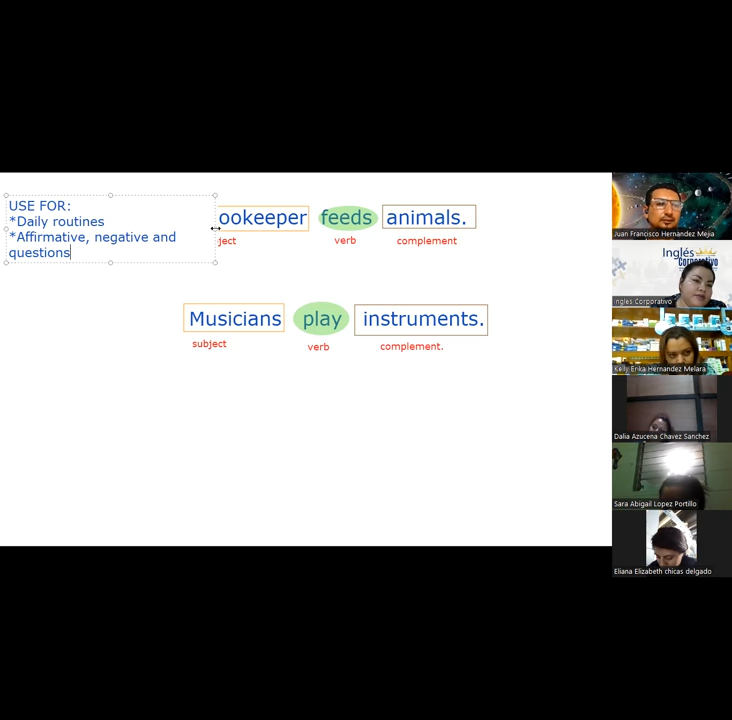 USE FOR:
*Daily routines
*Affirmative, negative and
questions
ookeeper feeds animals.
ject verb complement
Musicians play instruments.
subject verb complement.
Juan Francisco Hernandez Mejia
Inglés
Corporativo
Ingles Corporativo
Kelly Erika Hernandez Melara
Dalia Azucena Chavez Sanchez
Sara Abigail Lopez Portillo
Eliana Elizabeth chicas delgado